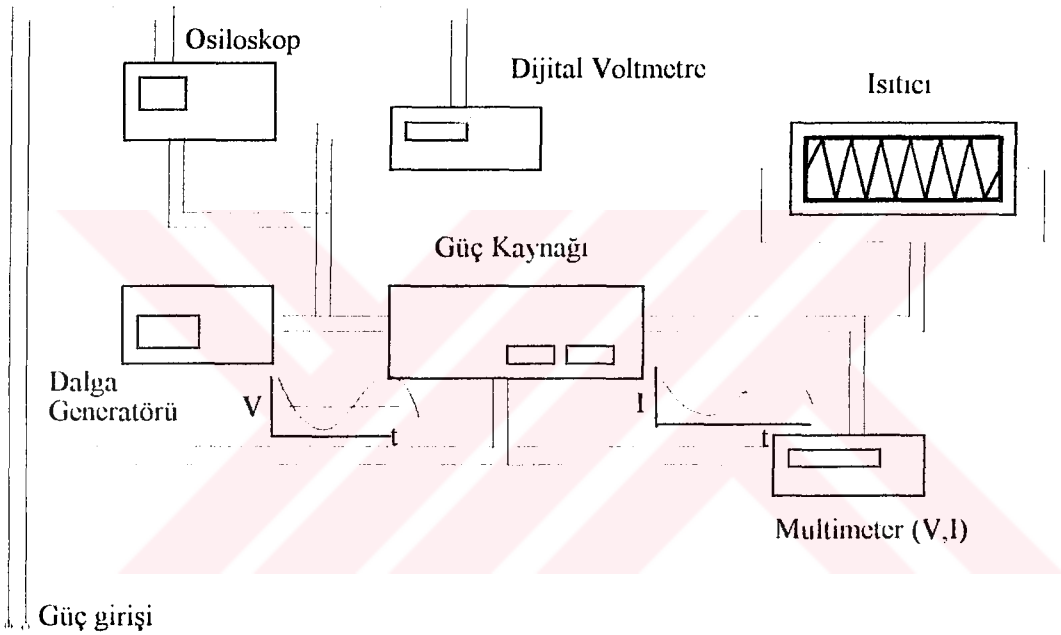 Osiloskop
Dijital Voltmetre
Isıtıcı
Güç Kaynağı
Dalga
Generatörü
V
t
I
t
Multimeter (V,I)
Güç girişi